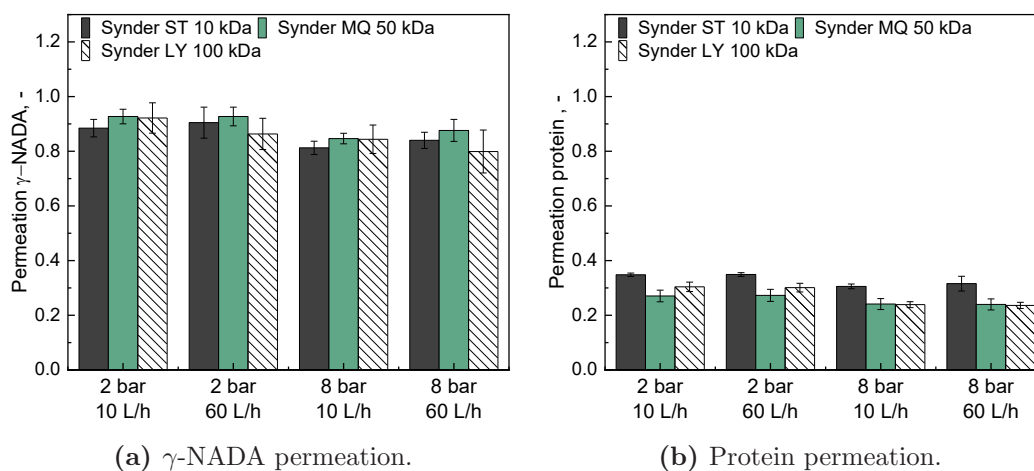 Synder ST 10 kDa Synder MQ 50 kDa
Synder LY 100 kDa
Permeation γ–NADA, -
1.2
1.0
0.8
0.6
0.4
0.2
0.0
2 bar 2 bar 8 bar 8 bar
10 L/h 60 L/h 10 L/h 60 L/h
(a) γ-NADA permeation.
Synder ST 10 kDa Synder MQ 50 kDa
Synder LY 100 kDa
Permeation protein , -
1.2
1.0
0.8
0.6
0.4
0.2
0.0
2 bar 2 bar 8 bar 8 bar
10 L/h 60 L/h 10 L/h 60 L/h
(b) Protein permeation.